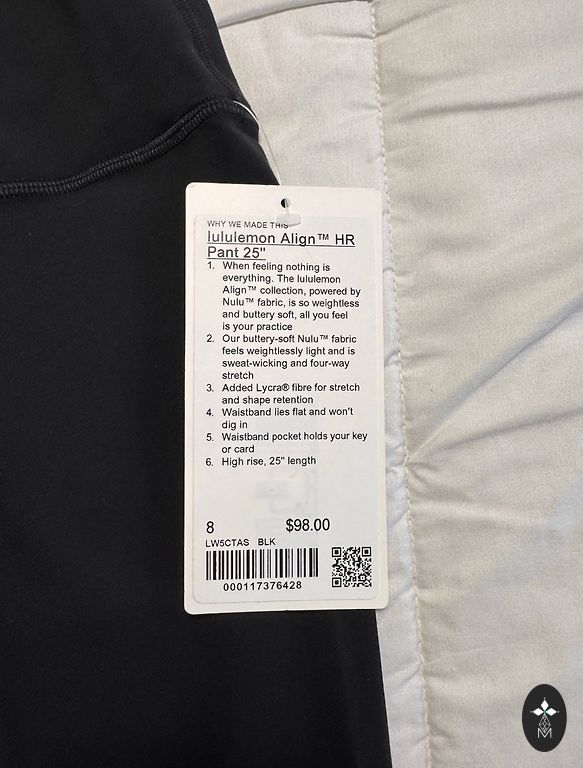 WHY WE MADE THIS
lululemon Align™ HR
Pant 25"
1. When feeling nothing is
everything. The lululemon
Align™ collection, powered by
Nulu™ fabric, is so weightless
and buttery soft, all you feel
is your practice
2. Our buttery-soft Nulu™ fabric
feels weightlessly light and is
sweat-wicking and four-way
stretch
3. Added Lycra® fibre for stretch
and shape retention
4. Waistband lies flat and won't
dig in
5. Waistband pocket holds your key
or card
6. High rise, 25" length
8 $98.00
LW5CTAS BLK
000117376428
M